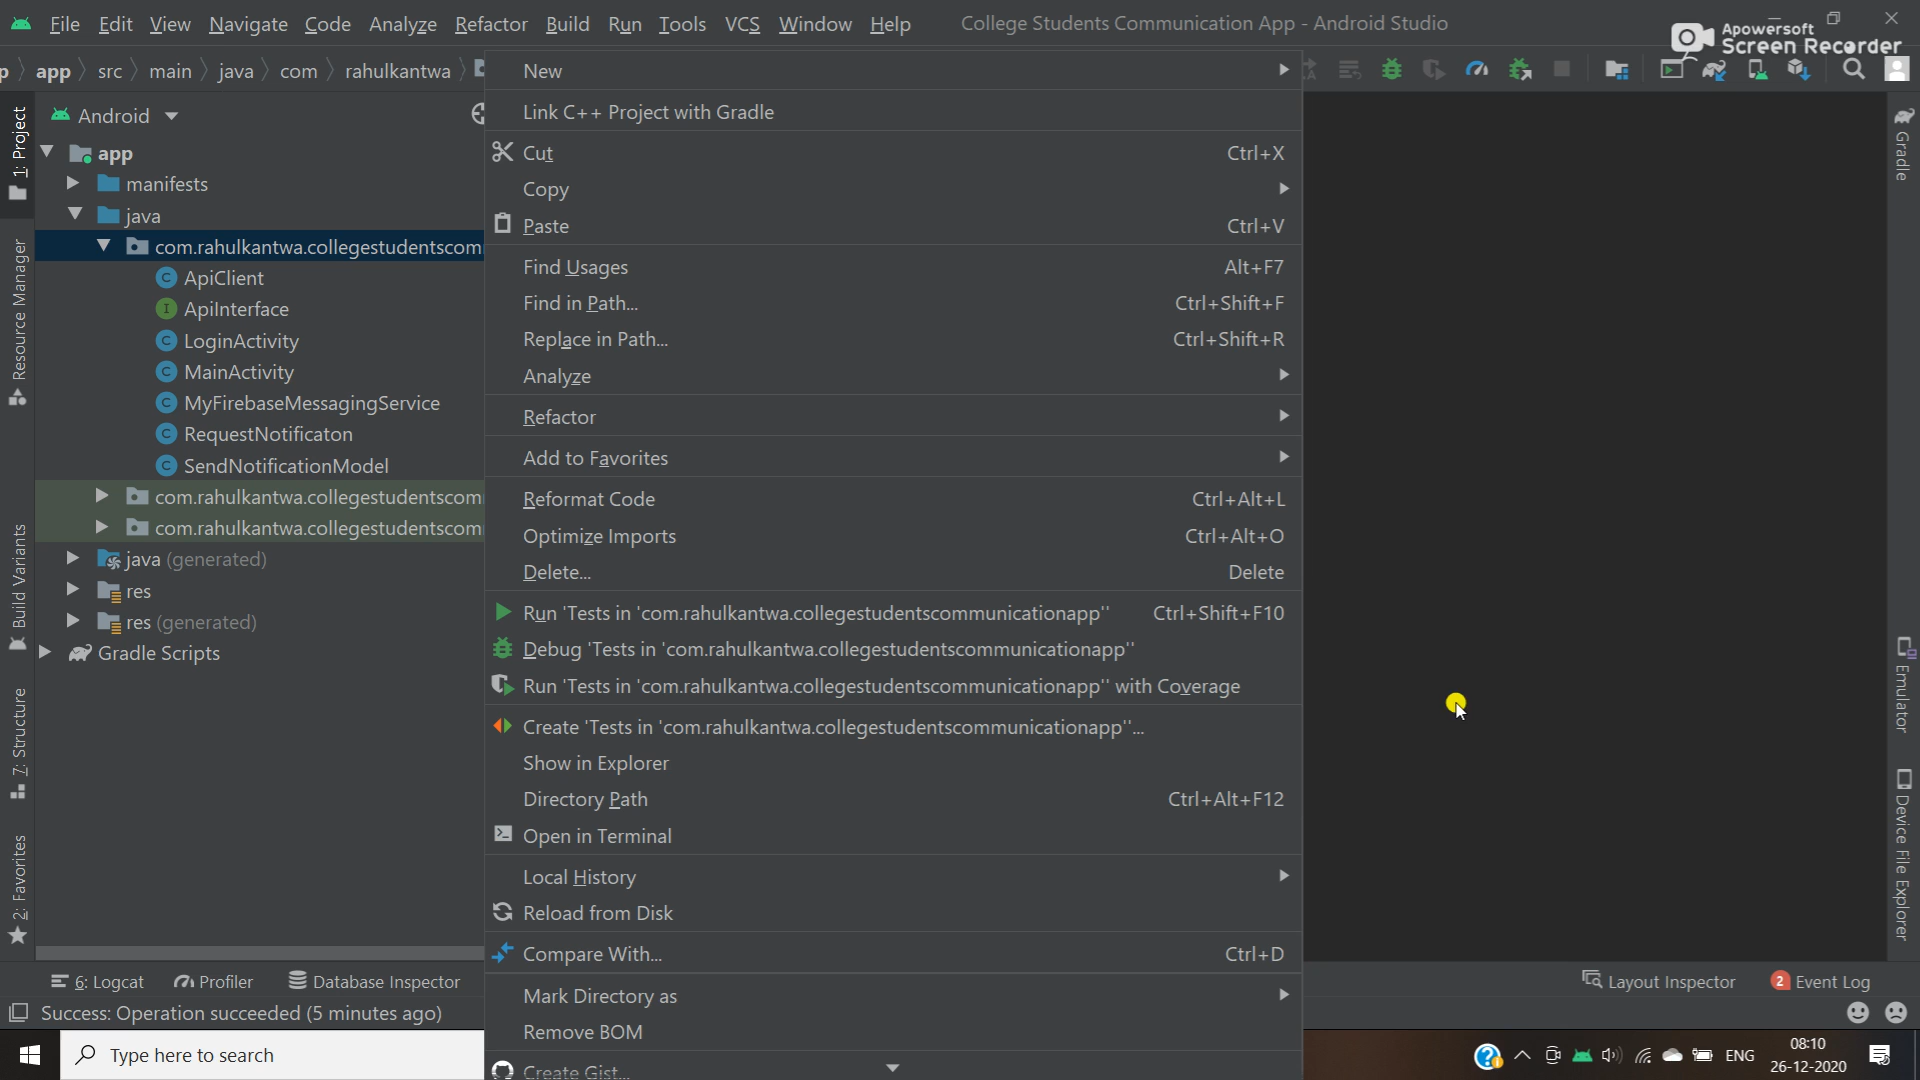 File Edit View Navigate Code Analyze Refactor Build Run Tools VCS Window Help College Students Communication App - Android Studio
Apowersoft
Screen Recorder
p app src main java com rahulkantwa
Android
1: Project
Resource Manager
Build Variants
7: Structure
2: Favorites
app
manifests
java
com.rahulkantwa.collegestudentscom
ApiClient
ApiInterface
LoginActivity
MainActivity
MyFirebaseMessagingService
RequestNotificaton
SendNotificationModel
com.rahulkantwa.collegestudentscom
com.rahulkantwa.collegestudentscom
java (generated)
res
res (generated)
Gradle Scripts
New
Link C++ Project with Gradle
Cut Ctrl+X
Copy
Paste Ctrl+V
Find Usages Alt+F7
Find in Path... Ctrl+Shift+F
Replace in Path... Ctrl+Shift+R
Analyze
Refactor
Add to Favorites
Reformat Code Ctrl+Alt+L
Optimize Imports Ctrl+Alt+O
Delete... Delete
Run 'Tests in 'com.rahulkantwa.collegestudentscommunicationapp'' Ctrl+Shift+F10
Debug 'Tests in 'com.rahulkantwa.collegestudentscommunicationapp''
Run 'Tests in 'com.rahulkantwa.collegestudentscommunicationapp'' with Coverage
Create 'Tests in 'com.rahulkantwa.collegestudentscommunicationapp''...
Show in Explorer
Directory Path Ctrl+Alt+F12
Open in Terminal
Local History
Reload from Disk
Compare With... Ctrl+D
Mark Directory as
Remove BOM
Create Gist...
Gradle
Emulator
Device File Explorer
6: Logcat Profiler Database Inspector
Layout Inspector 2 Event Log
Success: Operation succeeded (5 minutes ago)
Type here to search
ENG
08:10
26-12-2020